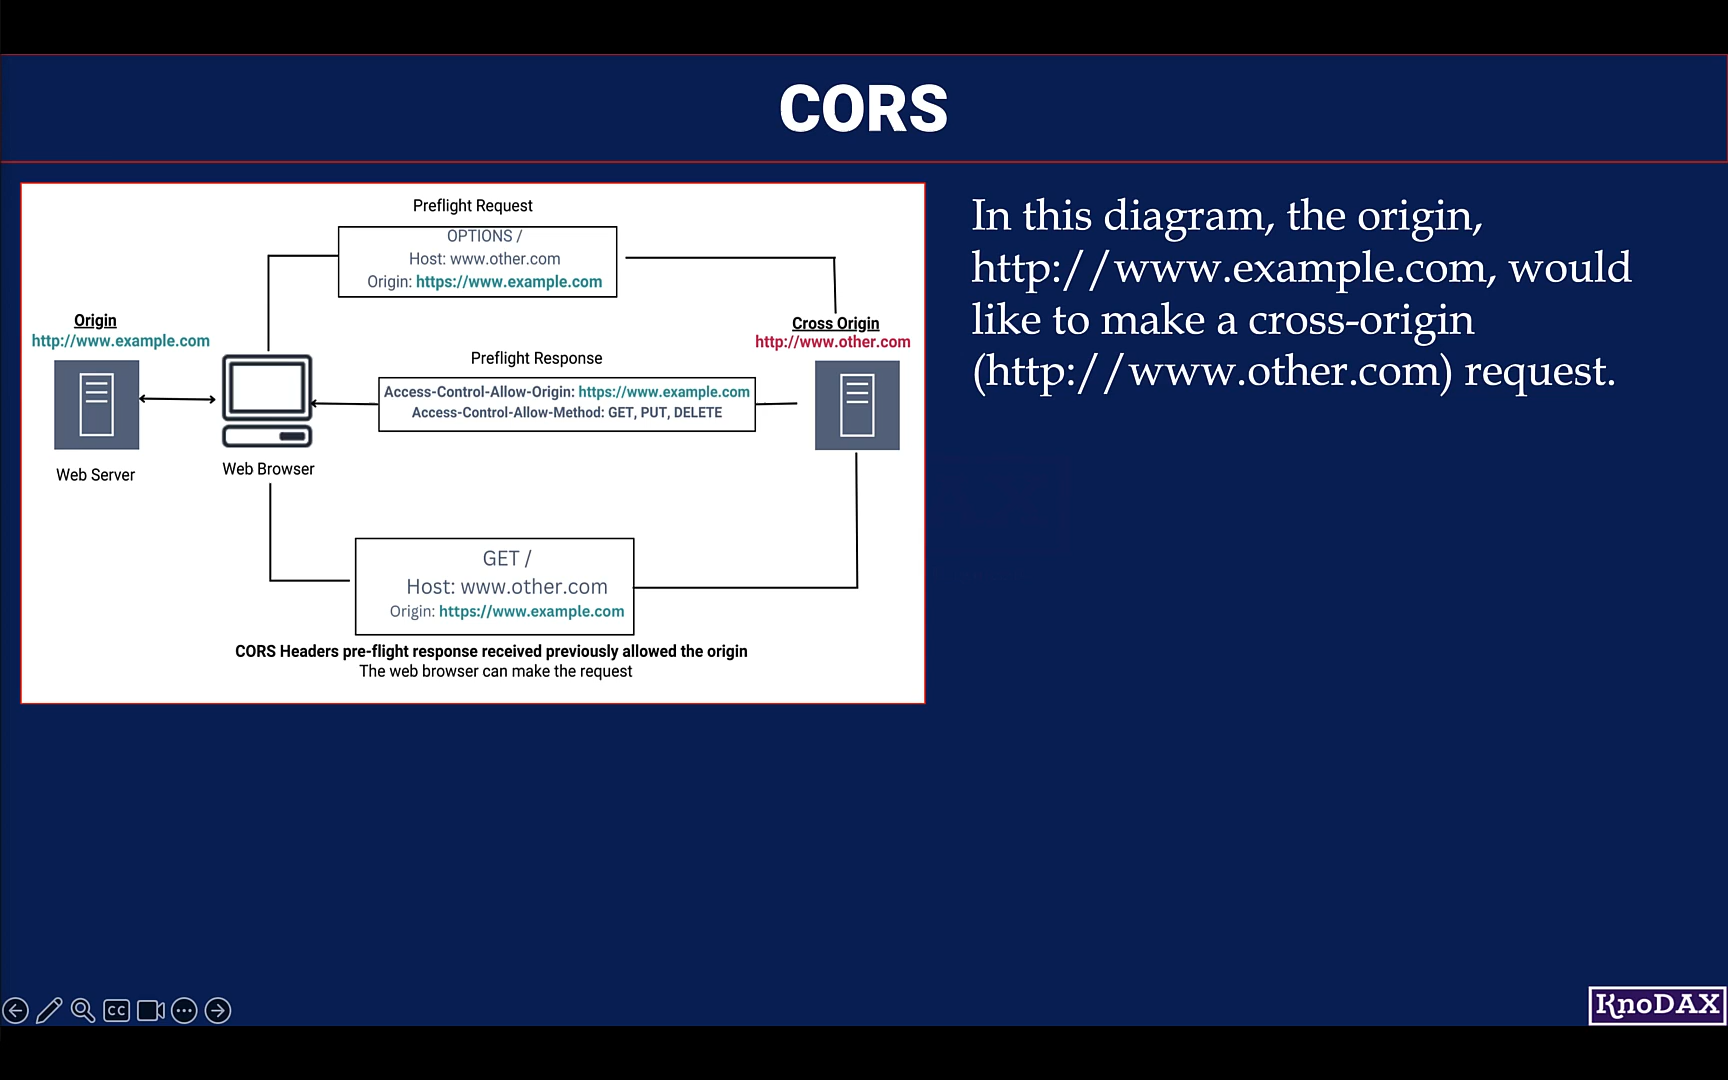 CORS
Preflight Request
OPTIONS /
Host: www.other.com
Origin: https://www.example.com
Origin
http://www.example.com
Cross Origin
http://www.other.com
Preflight Response
Access-Control-Allow-Origin: https://www.example.com
Access-Control-Allow-Method: GET, PUT, DELETE
Web Server
Web Browser
GET /
Host: www.other.com
Origin: https://www.example.com
CORS Headers pre-flight response received previously allowed the origin
The web browser can make the request
In this diagram, the origin,
http://www.example.com, would
like to make a cross-origin
(http://www.other.com) request.
CC
KnoDAX